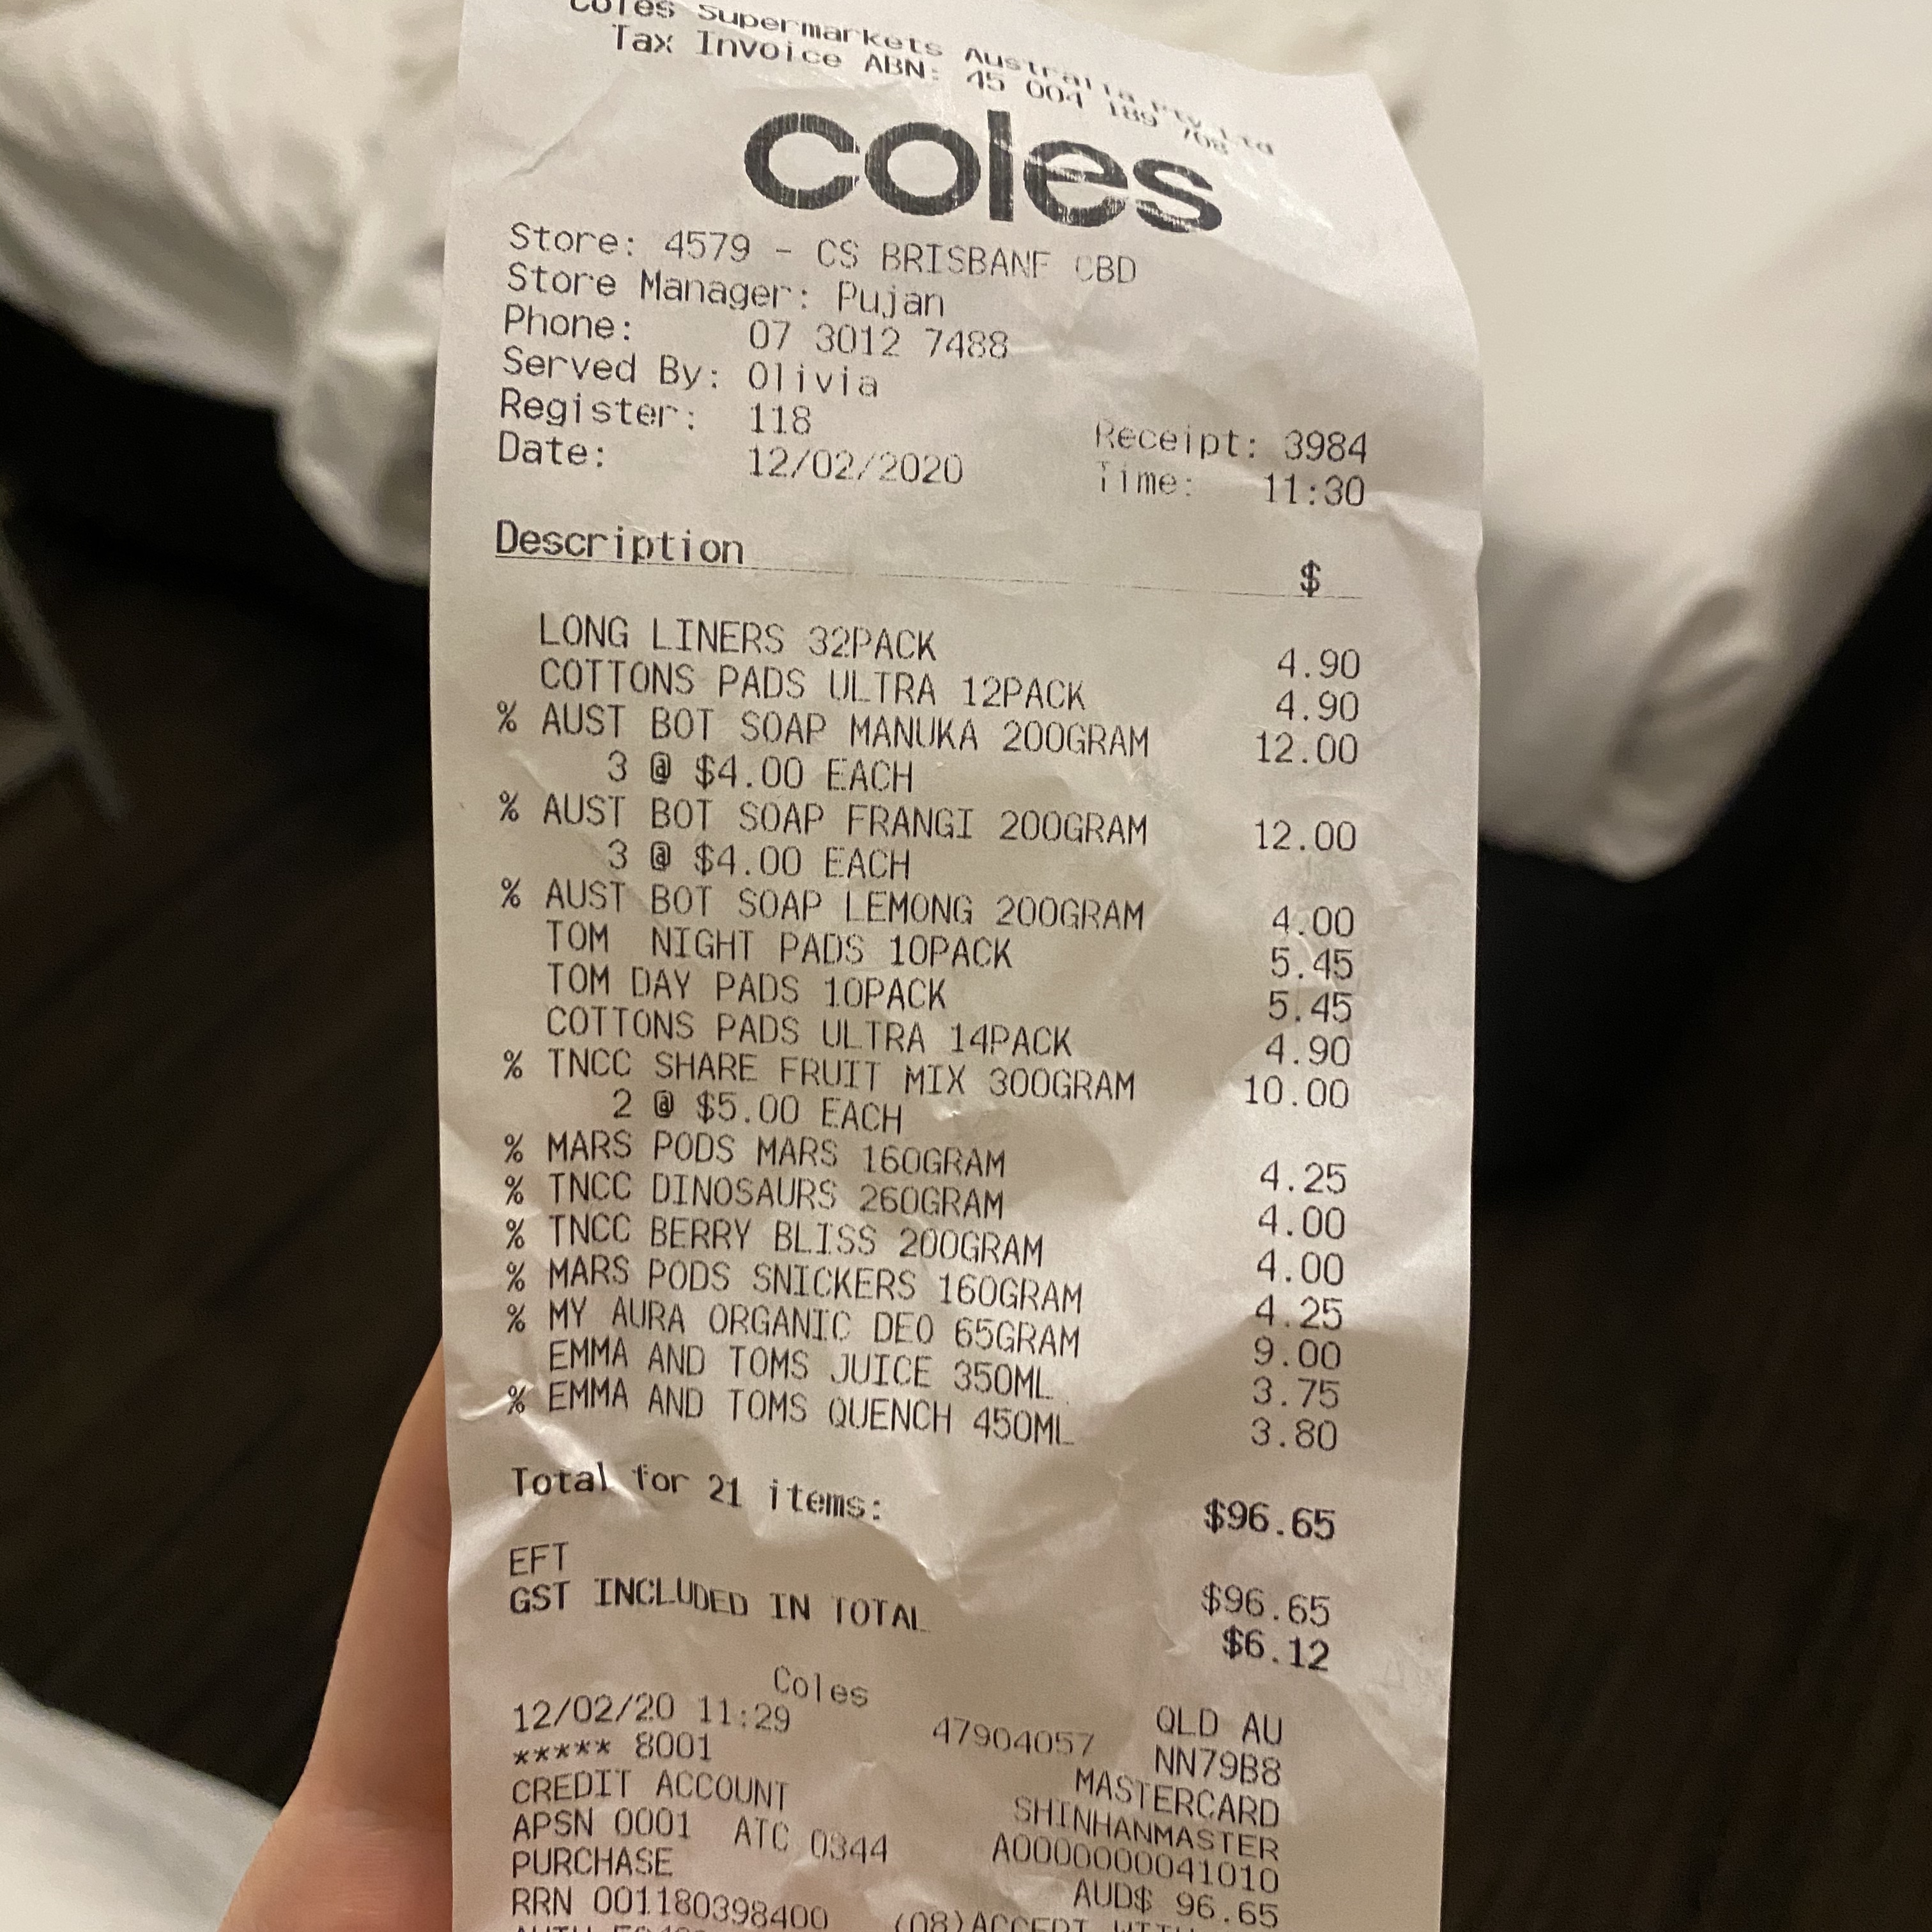 Coles Supermarkets Australia Pty Ltd
Tax Invoice ABN: 45 004 189 708
coles
Store: 4579 - CS BRISBANE CBD
Store Manager: Pujan
Phone: 07 3012 7488
Served By: Olivia
Register: 118 Receipt: 3984
Date: 12/02/2020 Time: 11:30
Description $
LONG LINERS 32PACK 4.90
COTTONS PADS ULTRA 12PACK 4.90
% AUST BOT SOAP MANUKA 200GRAM 12.00
3 @ $4.00 EACH
% AUST BOT SOAP FRANGI 200GRAM 12.00
3 @ $4.00 EACH
% AUST BOT SOAP LEMONG 200GRAM 4.00
TOM NIGHT PADS 10PACK 5.45
TOM DAY PADS 10PACK 5.45
COTTONS PADS ULTRA 14PACK 4.90
% TNCC SHARE FRUIT MIX 300GRAM 10.00
2 @ $5.00 EACH
% MARS PODS MARS 160GRAM 4.25
% TNCC DINOSAURS 260GRAM 4.00
% TNCC BERRY BLISS 200GRAM 4.00
% MARS PODS SNICKERS 160GRAM 4.25
% MY AURA ORGANIC DEO 65GRAM 9.00
EMMA AND TOMS JUICE 350ML 3.75
% EMMA AND TOMS QUENCH 450ML 3.80
Total for 21 items: $96.65
EFT $96.65
GST INCLUDED IN TOTAL $6.12
Coles QLD AU
12/02/20 11:29 47904057 NN79B8
***** 8001 MASTERCARD
CREDIT ACCOUNT SHINHANMASTER
APSN 0001 ATC 0344 A0000000041010
PURCHASE AUD$ 96.65
RRN 001180398400 (08)ACCEPT WITH